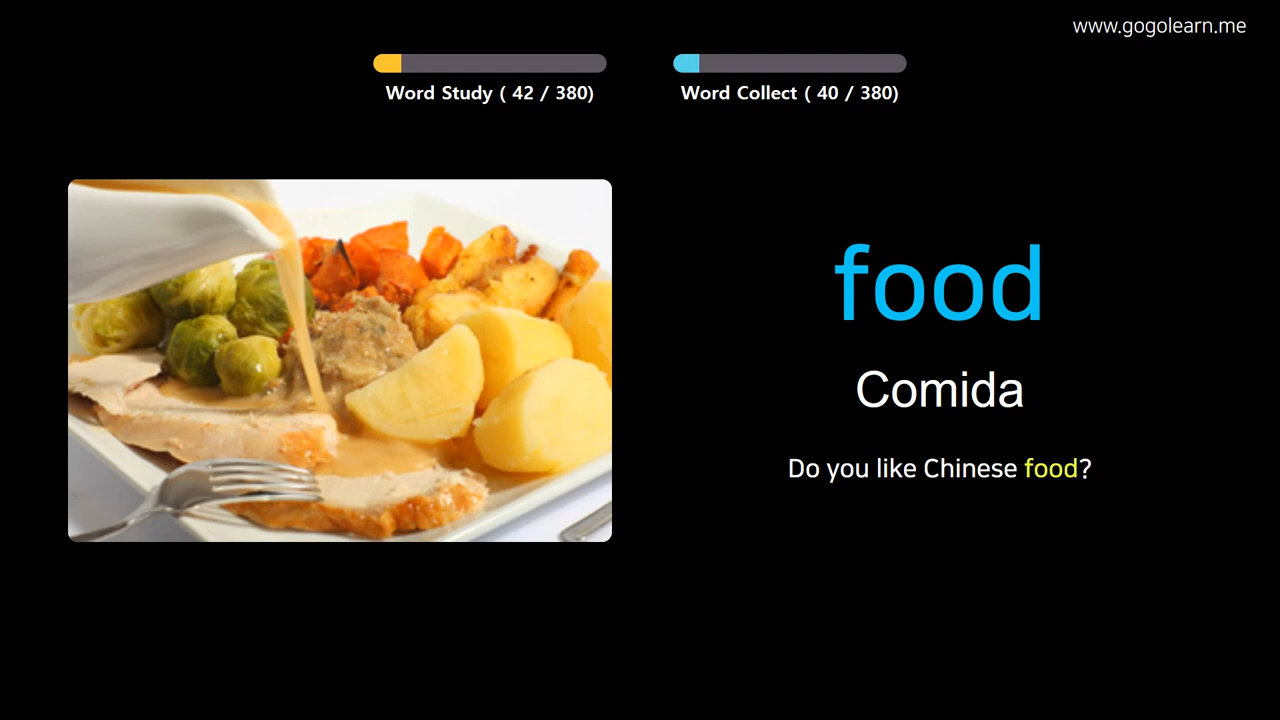 www.gogolearn.me
Word Study ( 42 / 380)
Word Collect ( 40 / 380)
food
Comida
Do you like Chinese food?